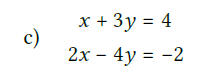 c)
x + 3y = 4
2x − 4y = −2